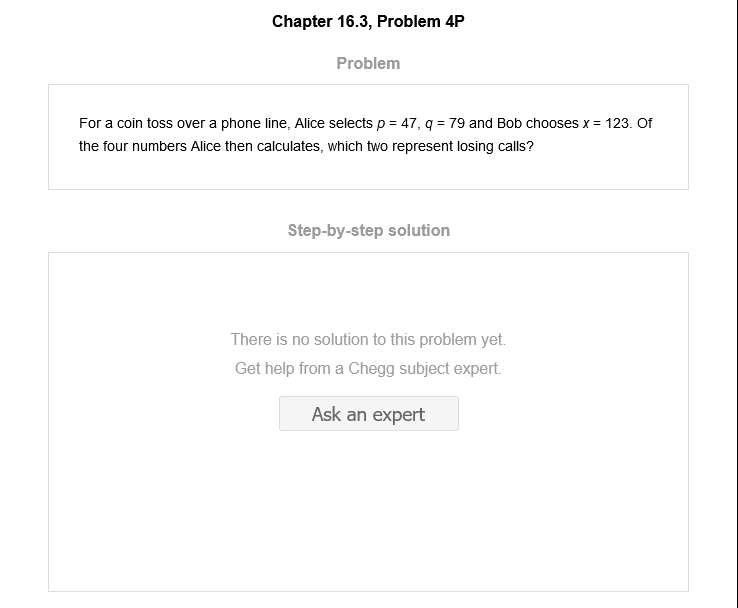 Chapter 16.3, Problem 4P
Problem
For a coin toss over a phone line, Alice selects p = 47, q = 79 and Bob chooses x = 123. Of
the four numbers Alice then calculates, which two represent losing calls?
Step-by-step solution
There is no solution to this problem yet.
Get help from a Chegg subject expert.
Ask an expert